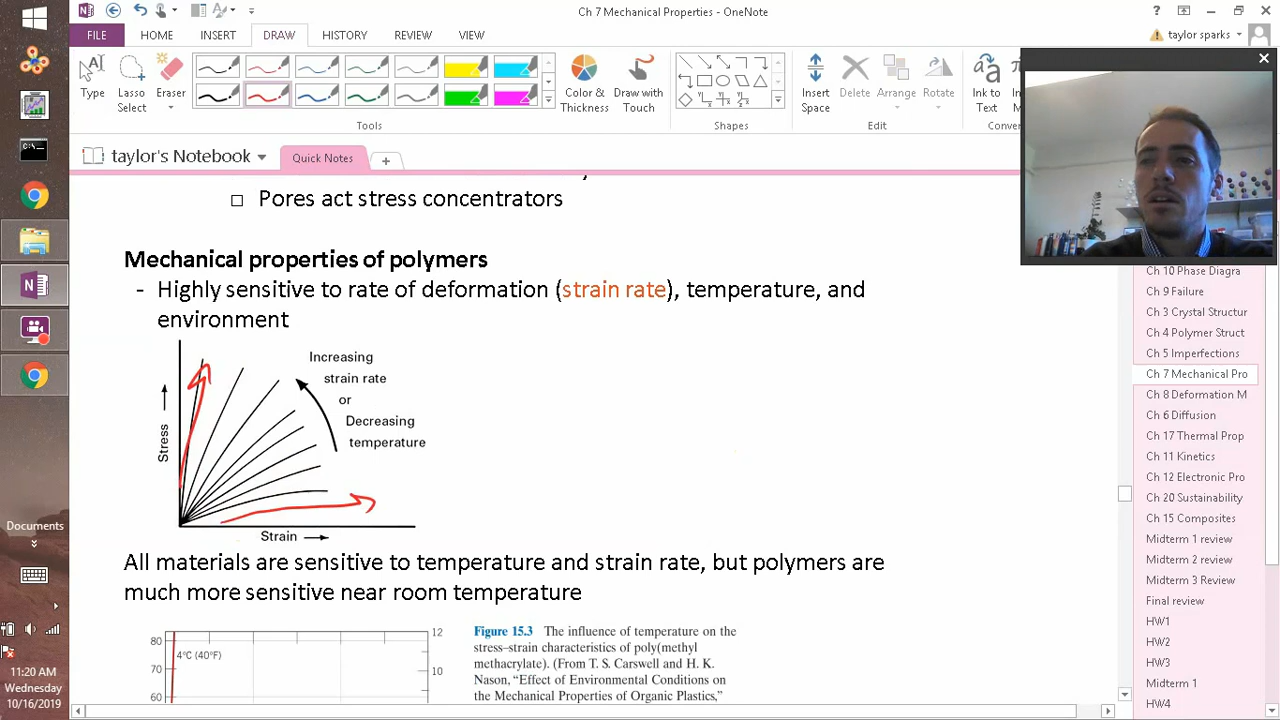 Ch 7 Mechanical Properties - OneNote
FILE HOME INSERT DRAW HISTORY REVIEW VIEW
taylor sparks
Type
Lasso Select
Eraser
Color & Thickness
Draw with Touch
Insert Space
Delete
Arrange
Rotate
Ink to Text
Tools
Shapes
Edit
Conver
taylor's Notebook
Quick Notes
Pores act stress concentrators
Mechanical properties of polymers
- Highly sensitive to rate of deformation (strain rate), temperature, and
environment
Increasing
strain rate
or
Decreasing
temperature
Stress
Strain
All materials are sensitive to temperature and strain rate, but polymers are
much more sensitive near room temperature
80
70
60
4°C (40°F)
12
10
Figure 15.3 The influence of temperature on the
stress–strain characteristics of poly(methyl
methacrylate). (From T. S. Carswell and H. K.
Nason, “Effect of Environmental Conditions on
the Mechanical Properties of Organic Plastics,”
Ch 10 Phase Diagra
Ch 9 Failure
Ch 3 Crystal Structur
Ch 4 Polymer Struct
Ch 5 Imperfections
Ch 7 Mechanical Pro
Ch 8 Deformation M
Ch 6 Diffusion
Ch 17 Thermal Prop
Ch 11 Kinetics
Ch 12 Electronic Pro
Ch 20 Sustainability
Ch 15 Composites
Midterm 1 review
Midterm 2 review
Midterm 3 Review
Final review
HW1
HW2
HW3
Midterm 1
HW4
Documents
11:20 AM
Wednesday
10/16/2019